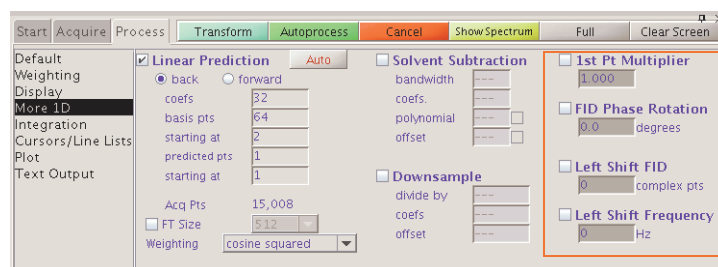 Start Acquire Process Transform Autoprocess Cancel Show Spectrum Full Clear Screen
Default
Weighting
Display
More 1D
Integration
Cursors/Line Lists
Plot
Text Output
Linear Prediction Auto
back forward
coefs 32
basis pts 64
starting at 2
predicted pts 1
starting at 1
Acq Pts 15,008
FT Size 512
Weighting cosine squared
Solvent Subtraction
bandwidth ---
coefs. ---
polynomial ---
offset ---
Downsample
divide by ---
coefs ---
offset ---
1st Pt Multiplier
1.000
FID Phase Rotation
0.0 degrees
Left Shift FID
0 complex pts
Left Shift Frequency
0 Hz